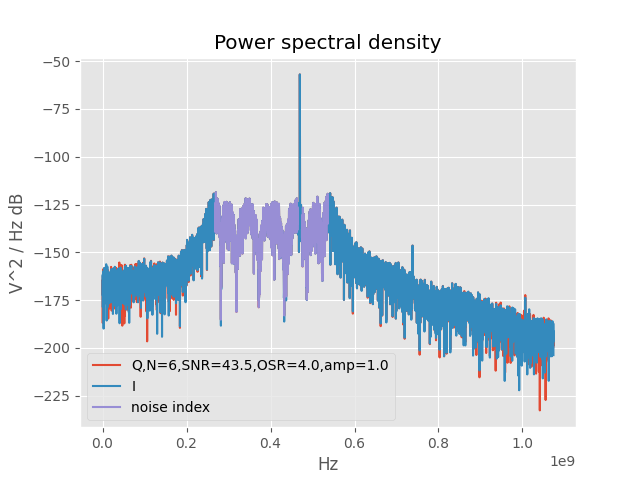 Power spectral density
V^2 / Hz dB
−50
−75
−100
−125
−150
−175
−200
−225
Q,N=6,SNR=43.5,OSR=4.0,amp=1.0
I
noise index
0.0 0.2 0.4 0.6 0.8 1.0
1e9
Hz